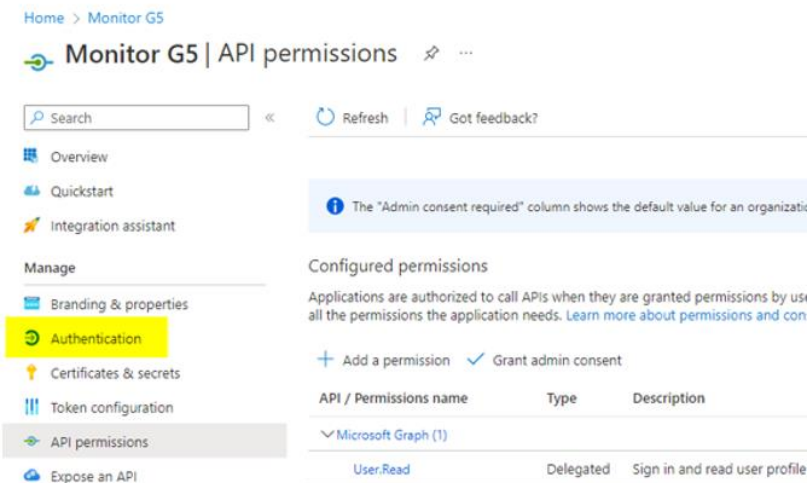 Home > Monitor G5
Monitor G5 | API permissions
Search
Refresh
Got feedback?
Overview
Quickstart
Integration assistant
The "Admin consent required" column shows the default value for an organizatio
Manage
Configured permissions
Branding & properties
Applications are authorized to call APIs when they are granted permissions by use
all the permissions the application needs. Learn more about permissions and con
Authentication
Certificates & secrets
Add a permission
Grant admin consent
Token configuration
API / Permissions name Type Description
API permissions
Microsoft Graph (1)
Expose an API
User.Read Delegated Sign in and read user profile